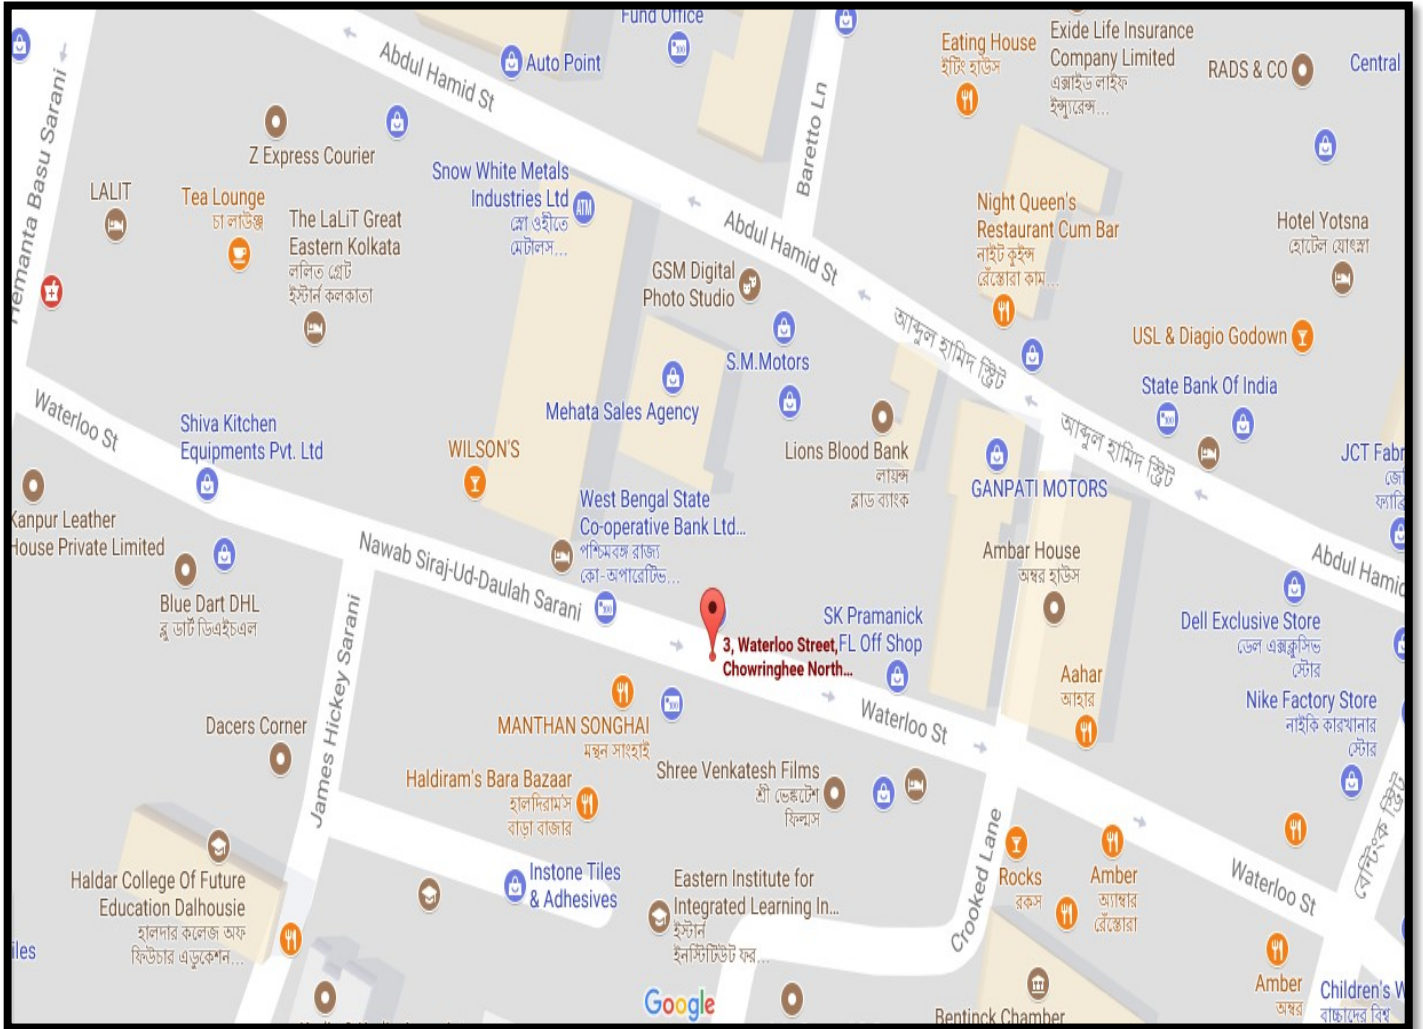 Fund Office
Abdul Hamid St
Auto Point
Baretto Ln
Eating House
ইটিং হাউস
Exide Life Insurance
Company Limited
এক্সাইড লাইফ
ইন্স্যুরেন্স...
RADS & CO
Central
Hemanta Basu Sarani
Z Express Courier
LALIT
Tea Lounge
চা লাউঞ্জ
The LaLiT Great
Eastern Kolkata
ললিত গ্রেট
ইস্টার্ন কলকাতা
Snow White Metals
Industries Ltd
স্নো ওহীতে
মেটালস...
ATM
GSM Digital
Photo Studio
Abdul Hamid St
Night Queen's
Restaurant Cum Bar
নাইট কুইন্স
রেঁস্তোরা কাম...
Hotel Yotsna
হোটেল যোৎস্না
USL & Diagio Godown
আব্দুল হামিদ স্ট্রিট
S.M.Motors
Mehata Sales Agency
State Bank Of India
Waterloo St
Shiva Kitchen
Equipments Pvt. Ltd
WILSON'S
Lions Blood Bank
লায়ন্স
ব্লাড ব্যাংক
GANPATI MOTORS
আব্দুল হামিদ স্ট্রিট
JCT Fabr
জে
ফ্যাব্রি
Kanpur Leather
House Private Limited
West Bengal State
Co-operative Bank Ltd...
পশ্চিমবঙ্গ রাজ্য
কো-অপারেটিভ...
Nawab Siraj-Ud-Daulah Sarani
Ambar House
অম্বর হাউস
Abdul Hamid
Blue Dart DHL
ব্লু ডার্ট ডিএইচএল
James Hickey Sarani
3, Waterloo Street,
Chowringhee North...
SK Pramanick
FL Off Shop
Dell Exclusive Store
ডেল এক্সক্লুসিভ
স্টোর
Aahar
আহার
Nike Factory Store
নাইকি কারখানার
স্টোর
Dacers Corner
MANTHAN SONGHAI
মন্থন সাংহাই
Waterloo St
Haldiram's Bara Bazaar
হালদিরাম'স
বাড়া বাজার
Shree Venkatesh Films
শ্রী ভেঙ্কটেশ
ফিল্মস
Crooked Lane
বেন্টিংক স্ট্রিট
Haldar College Of Future
Education Dalhousie
হালদার কলেজ অফ
ফিউচার এডুকেশন...
Instone Tiles
& Adhesives
Eastern Institute for
Integrated Learning In...
ইস্টার্ন
ইনস্টিটিউট ফর...
Rocks
রকস
Amber
অ্যাম্বার
রেঁস্তোরা
Waterloo St
iles
Google
Bentinck Chamber
Amber
অম্বর
Children's W
বাচ্চাদের বিশ্ব